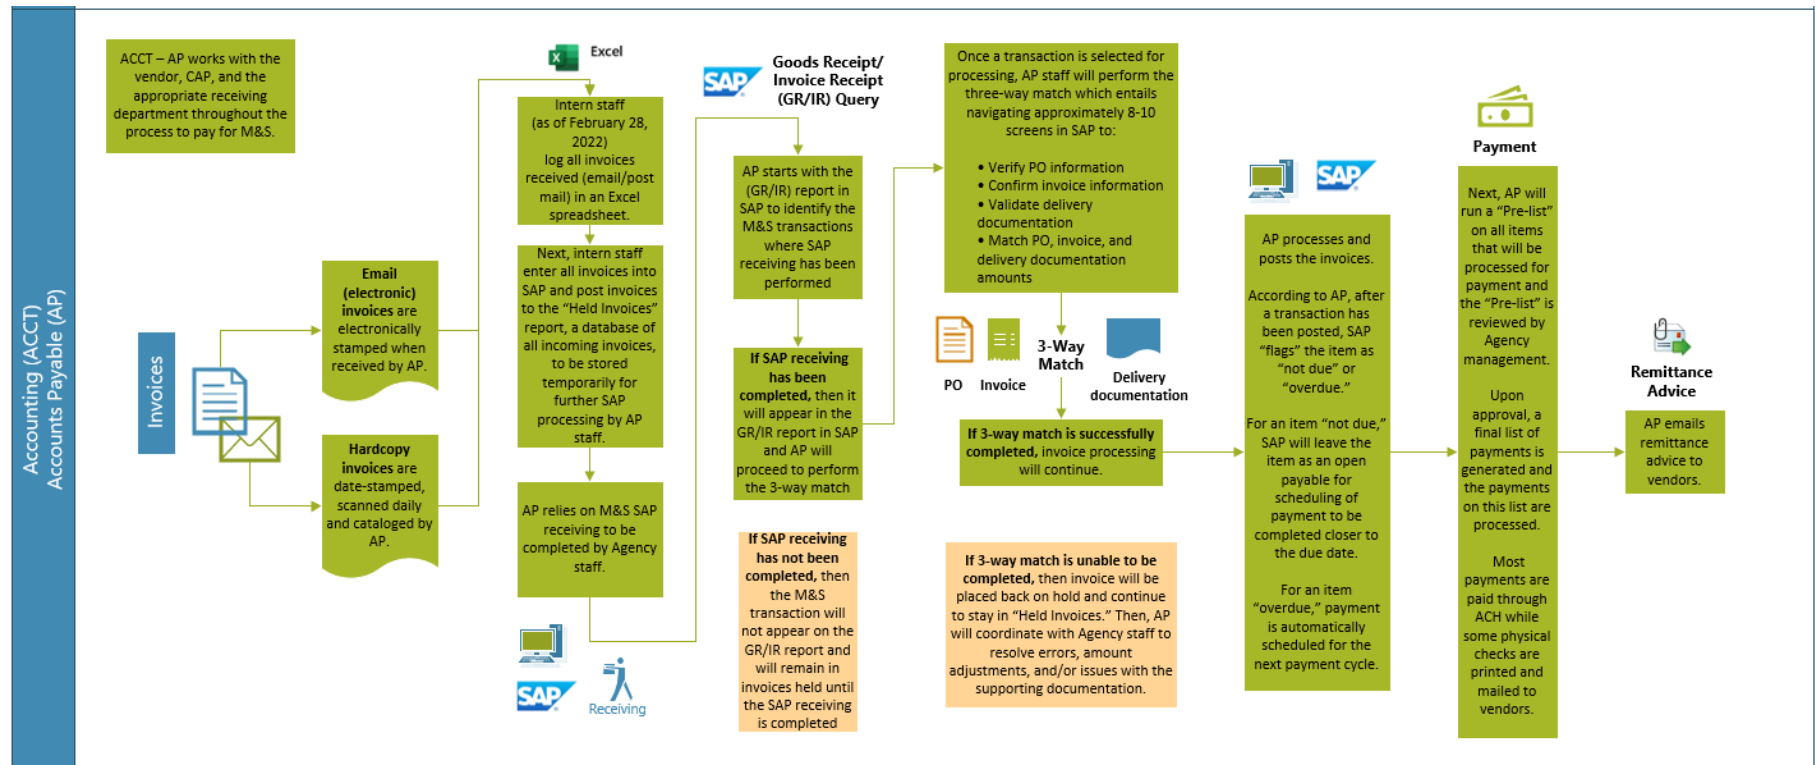 Accounting (ACCT)
Accounts Payable (AP)
ACCT – AP works with the
vendor, CAP, and the
appropriate receiving
department throughout the
process to pay for M&S.
Invoices
Email
(electronic)
invoices are
electronically
stamped when
received by AP.
Hardcopy
invoices are
date-stamped,
scanned daily
and cataloged by
AP.
X
Excel
Intern staff
(as of February 28,
2022)
log all invoices
received (email/post
mail) in an Excel
spreadsheet.
Next, intern staff
enter all invoices into
SAP and post invoices
to the “Held Invoices”
report, a database of
all incoming invoices,
to be stored
temporarily for
further SAP
processing by AP
staff.
AP relies on M&S SAP
receiving to be
completed by Agency
staff.
SAP
Receiving
SAP
Goods Receipt/
Invoice Receipt
(GR/IR) Query
AP starts with the
(GR/IR) report in
SAP to identify the
M&S transactions
where SAP
receiving has been
performed
If SAP receiving
has been
completed, then it
will appear in the
GR/IR report in SAP
and AP will
proceed to perform
the 3-way match
If SAP receiving
has not been
completed, then
the M&S
transaction will
not appear on the
GR/IR report and
will remain in
invoices held until
the SAP receiving
is completed
Once a transaction is selected for
processing, AP staff will perform the
three-way match which entails
navigating approximately 8-10
screens in SAP to:
• Verify PO information
• Confirm invoice information
• Validate delivery
documentation
• Match PO, invoice, and
delivery documentation
amounts
PO
Invoice
3-Way
Match
Delivery
documentation
If 3-way match is successfully
completed, invoice processing
will continue.
If 3-way match is unable to be
completed, then invoice will be
placed back on hold and continue
to stay in “Held Invoices.” Then, AP
will coordinate with Agency staff to
resolve errors, amount
adjustments, and/or issues with the
supporting documentation.
SAP
AP processes and
posts the invoices.
According to AP, after
a transaction has
been posted, SAP
“flags” the item as
“not due” or
“overdue.”
For an item “not due,”
SAP will leave the
item as an open
payable for
scheduling of
payment to be
completed closer to
the due date.
For an item
“overdue,” payment
is automatically
scheduled for the
next payment cycle.
Payment
Next, AP will
run a “Pre-list”
on all items
that will be
processed for
payment and
the “Pre-list” is
reviewed by
Agency
management.
Upon
approval, a
final list of
payments is
generated and
the payments
on this list are
processed.
Most
payments are
paid through
ACH while
some physical
checks are
printed and
mailed to
vendors.
Remittance
Advice
AP emails
remittance
advice to
vendors.